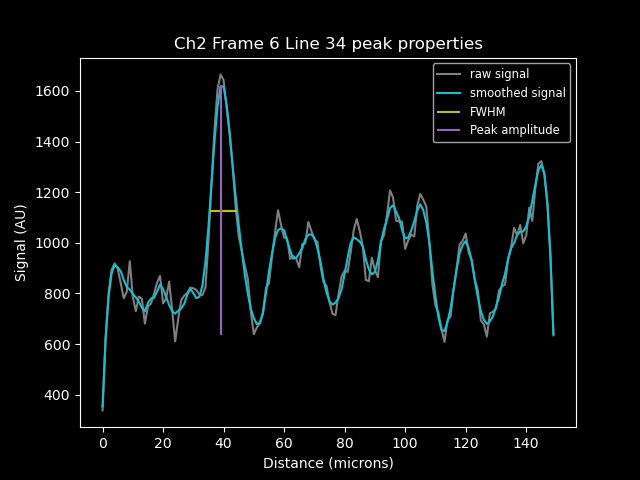 Ch2 Frame 6 Line 34 peak properties
raw signal
smoothed signal
FWHM
Peak amplitude
Signal (AU)
1600
1400
1200
1000
800
600
400
0 20 40 60 80 100 120 140
Distance (microns)